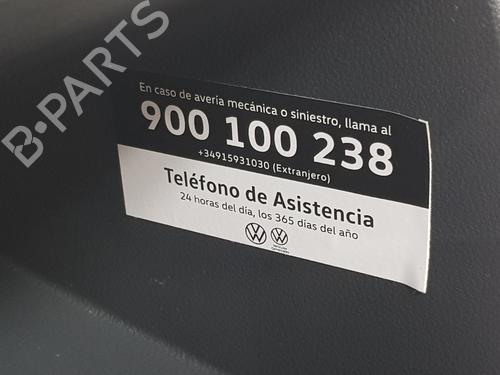 B-PARTS
En caso de avería mecánica o siniestro, llama al
900 100 238
+34915931030 (Extranjero)
Teléfono de Asistencia
24 horas del día, los 365 días del año